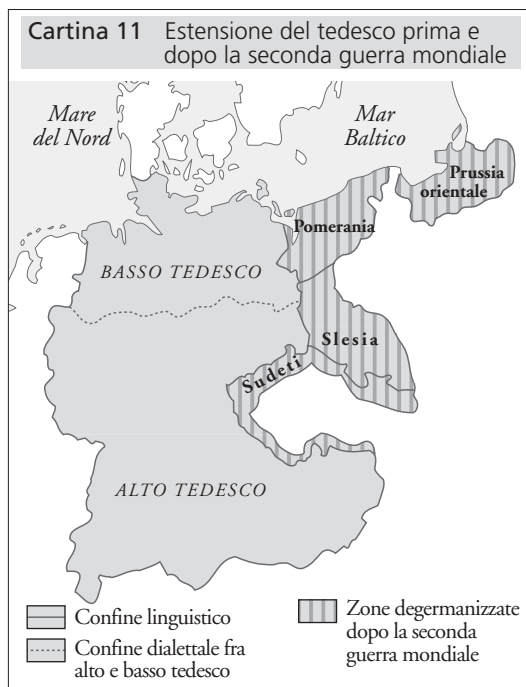 Cartina 11 Estensione del tedesco prima e
dopo la seconda guerra mondiale
Mare
del Nord
Mar
Baltico
Prussia
orientale
Pomerania
BASSO TEDESCO
Slesia
Sudeti
ALTO TEDESCO
Confine linguistico
Confine dialettale fra
alto e basso tedesco
Zone degermanizzate
dopo la seconda
guerra mondiale